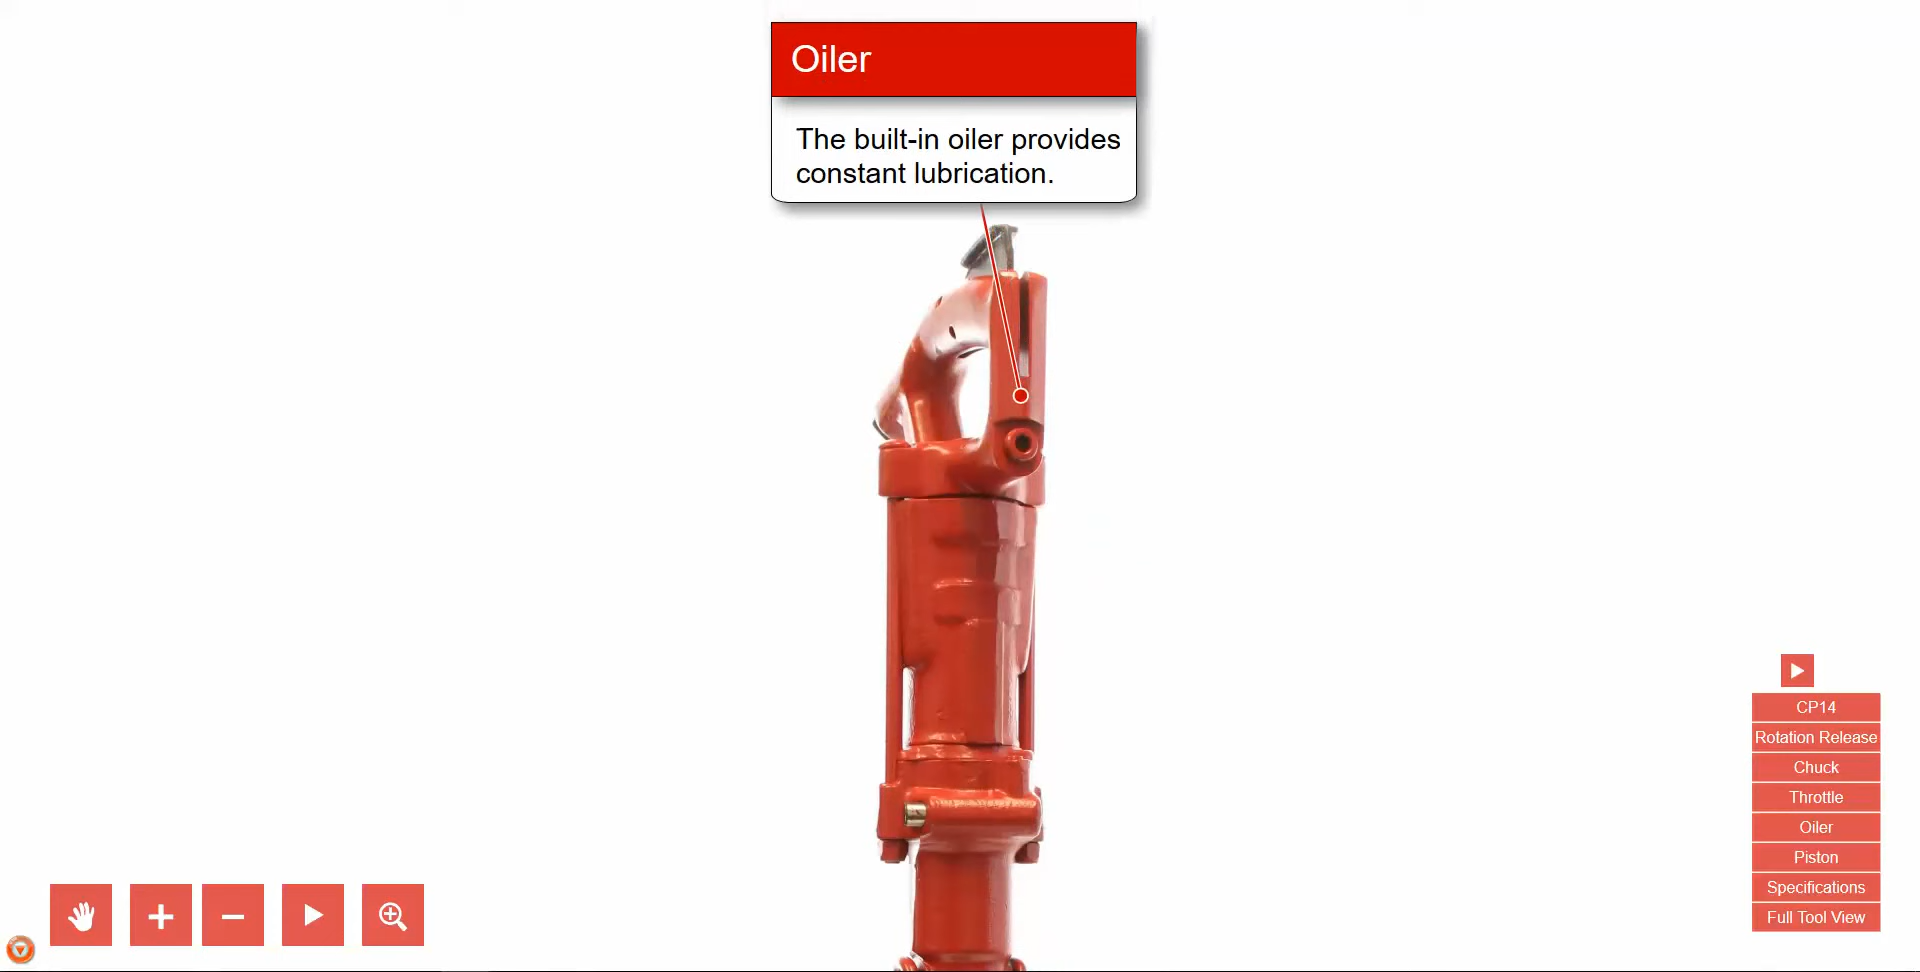 Oiler
The built-in oiler provides
constant lubrication.
CP14
Rotation Release
Chuck
Throttle
Oiler
Piston
Specifications
Full Tool View